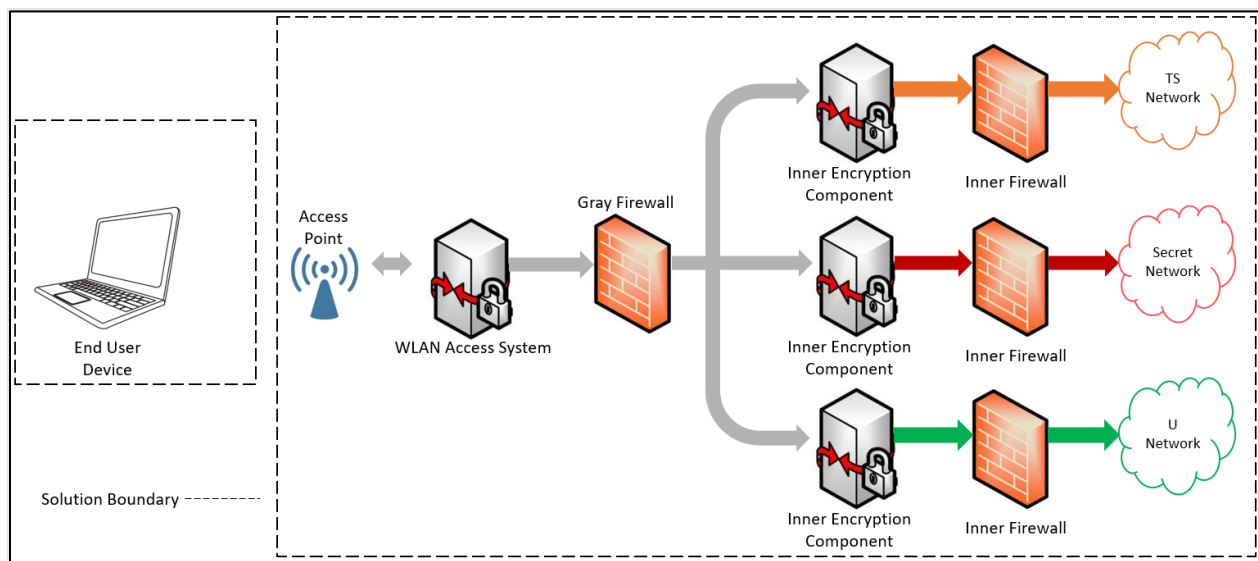 End User
Device
Solution Boundary
Access
Point
WLAN Access System
Gray Firewall
Inner Encryption
Component
Inner Firewall
TS
Network
Inner Encryption
Component
Inner Firewall
Secret
Network
Inner Encryption
Component
Inner Firewall
U
Network